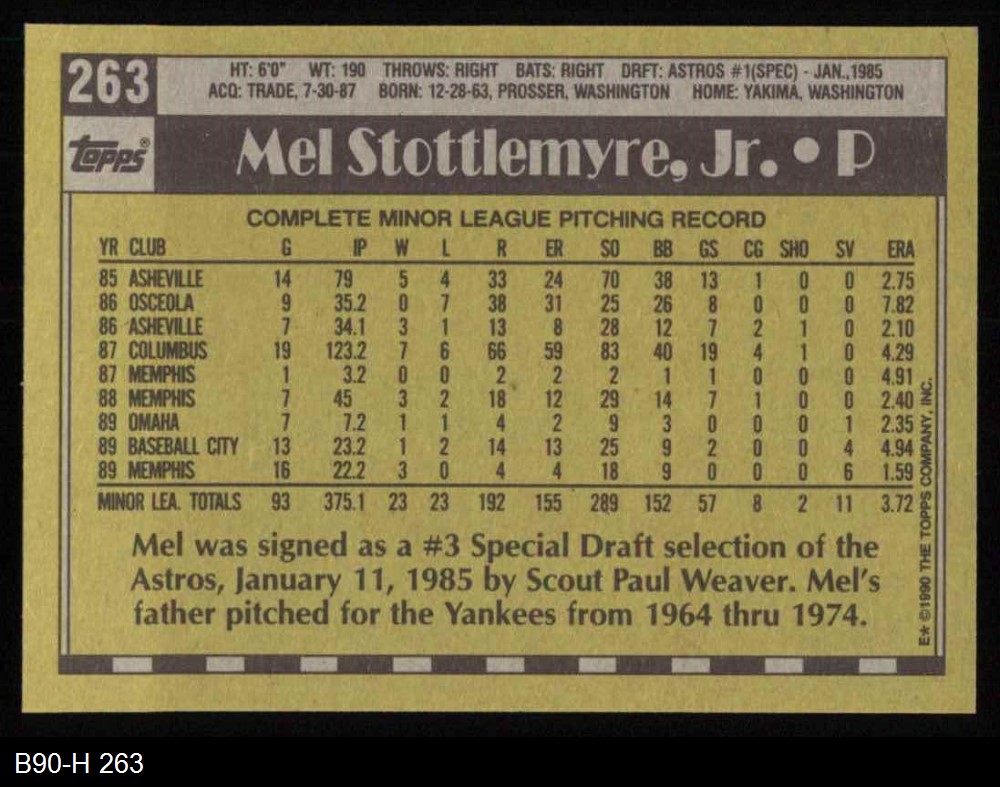 263
HT: 6'0" WT: 190 THROWS: RIGHT BATS: RIGHT DRFT: ASTROS #1(SPEC) - JAN.,1985
ACQ: TRADE, 7-30-87 BORN: 12-28-63, PROSSER, WASHINGTON HOME: YAKIMA, WASHINGTON
topps® Mel Stottlemyre, Jr. • P
COMPLETE MINOR LEAGUE PITCHING RECORD
YR CLUB G IP W L R ER SO BB GS CG SHO SV ERA
85 ASHEVILLE 14 79 5 4 33 24 70 38 13 1 0 0 2.75
86 OSCEOLA 9 35.2 0 7 38 31 25 26 8 0 0 0 7.82
86 ASHEVILLE 7 34.1 3 1 13 8 28 12 7 2 1 0 2.10
87 COLUMBUS 19 123.2 7 6 66 59 83 40 19 4 1 0 4.29
87 MEMPHIS 1 3.2 0 0 2 2 2 1 1 0 0 0 4.91
88 MEMPHIS 7 45 3 2 18 12 29 14 7 1 0 0 2.40
89 OMAHA 7 7.2 1 1 4 2 9 3 0 0 0 1 2.35
89 BASEBALL CITY 13 23.2 1 2 14 13 25 9 2 0 0 4 4.94
89 MEMPHIS 16 22.2 3 0 4 4 18 9 0 0 0 6 1.59
MINOR LEA. TOTALS 93 375.1 23 23 192 155 289 152 57 8 2 11 3.72
Mel was signed as a #3 Special Draft selection of the
Astros, January 11, 1985 by Scout Paul Weaver. Mel's
father pitched for the Yankees from 1964 thru 1974.
E* ©1990 THE TOPPS COMPANY, INC.
B90-H 263